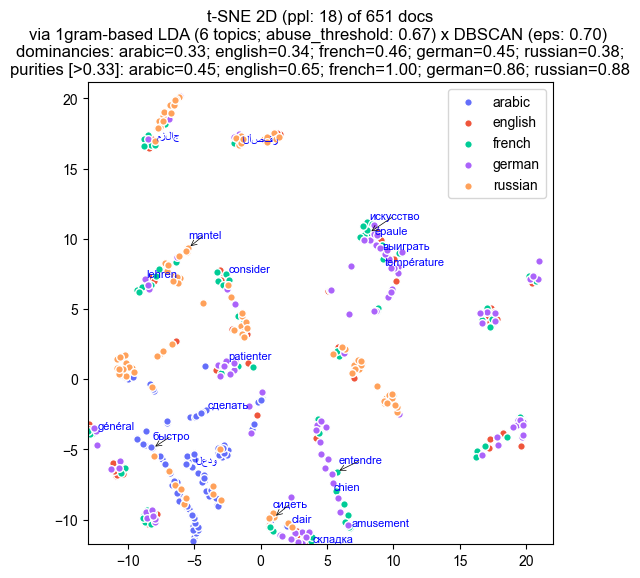 t-SNE 2D (ppl: 18) of 651 docs
via 1gram-based LDA (6 topics; abuse_threshold: 0.67) x DBSCAN (eps: 0.70)
dominancies: arabic=0.33; english=0.34; french=0.46; german=0.45; russian=0.38;
purities [>0.33]: arabic=0.45; english=0.65; french=1.00; german=0.86; russian=0.88
arabic
english
french
german
russian
искусство
épaule
выиграть
température
mantel
lehren
consider
patienter
сделать
général
быстро
entendre
chien
сидеть
clair
amusement
складка
20
15
10
5
0
−5
−10
−10
−5
0
5
10
15
20